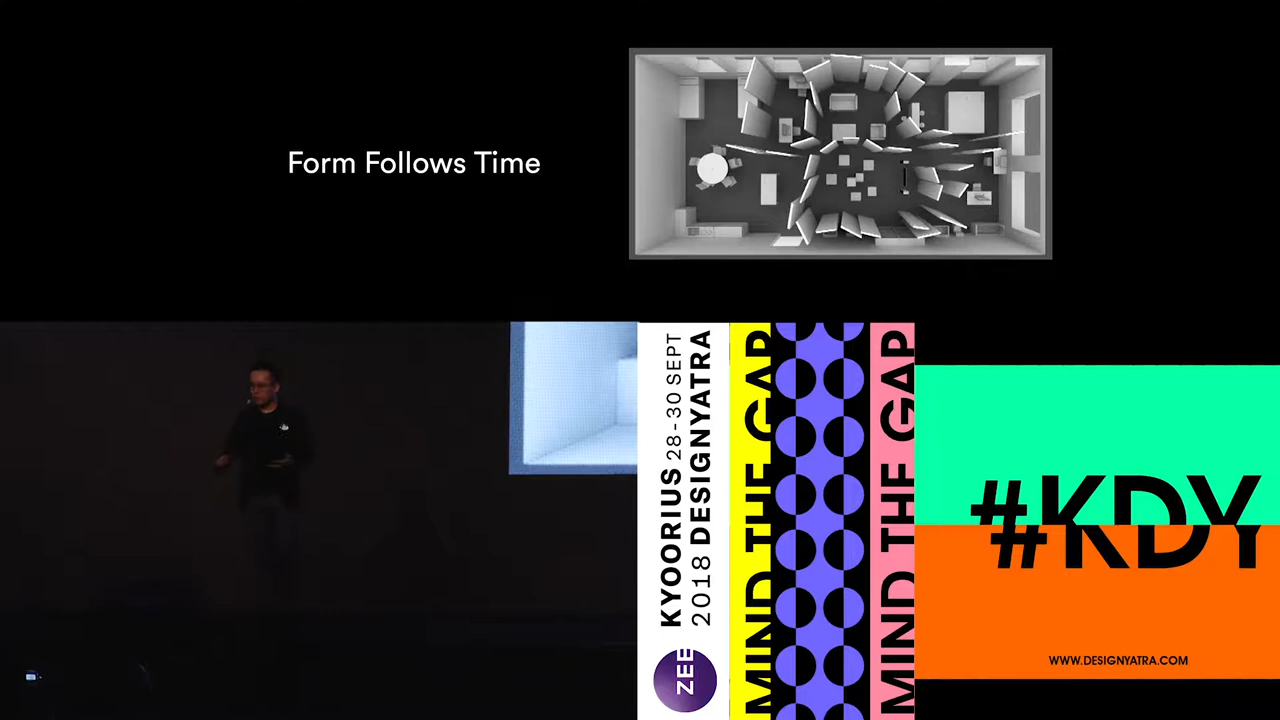 Form Follows Time
KYOORIUS 28-30 SEPT
2018 DESIGNYATRA
ZEE
MIND THE GAP
MIND THE GAP
#KDY
WWW.DESIGNYATRA.COM